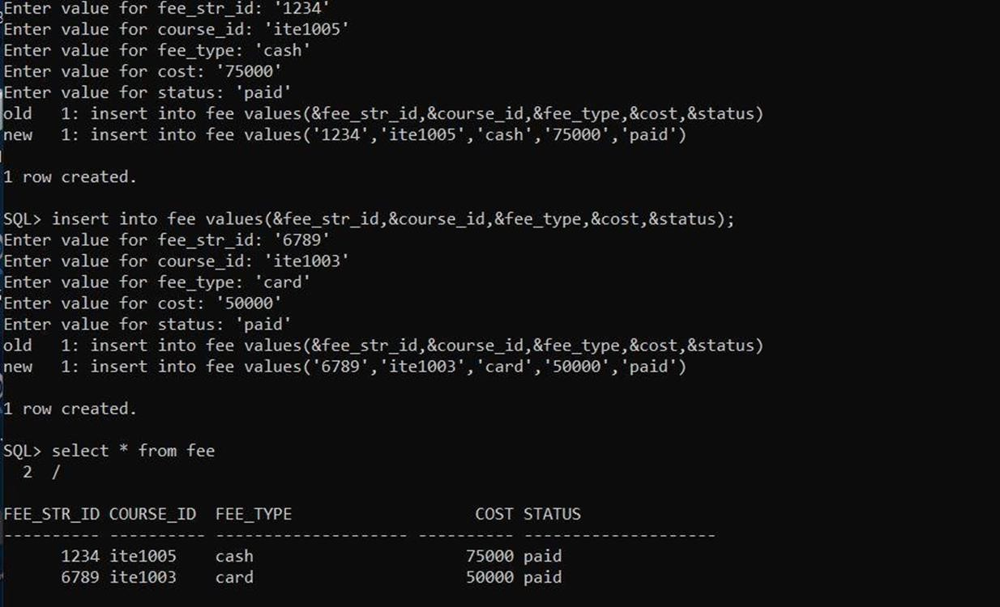 Enter value for fee_str_id: '1234'
Enter value for course_id: 'ite1005'
Enter value for fee_type: 'cash'
Enter value for cost: '75000'
Enter value for status: 'paid'
old   1: insert into fee values(&fee_str_id,&course_id,&fee_type,&cost,&status)
new   1: insert into fee values('1234','ite1005','cash','75000','paid')
1 row created.
SQL> insert into fee values(&fee_str_id,&course_id,&fee_type,&cost,&status);
Enter value for fee_str_id: '6789'
Enter value for course_id: 'ite1003'
Enter value for fee_type: 'card'
Enter value for cost: '50000'
Enter value for status: 'paid'
old   1: insert into fee values(&fee_str_id,&course_id,&fee_type,&cost,&status)
new   1: insert into fee values('6789','ite1003','card','50000','paid')
1 row created.
SQL> select * from fee
  2  /
FEE_STR_ID COURSE_ID  FEE_TYPE                   COST STATUS
---------- ---------- -------------------- ---------- --------------------
      1234 ite1005    cash                      75000 paid
      6789 ite1003    card                      50000 paid